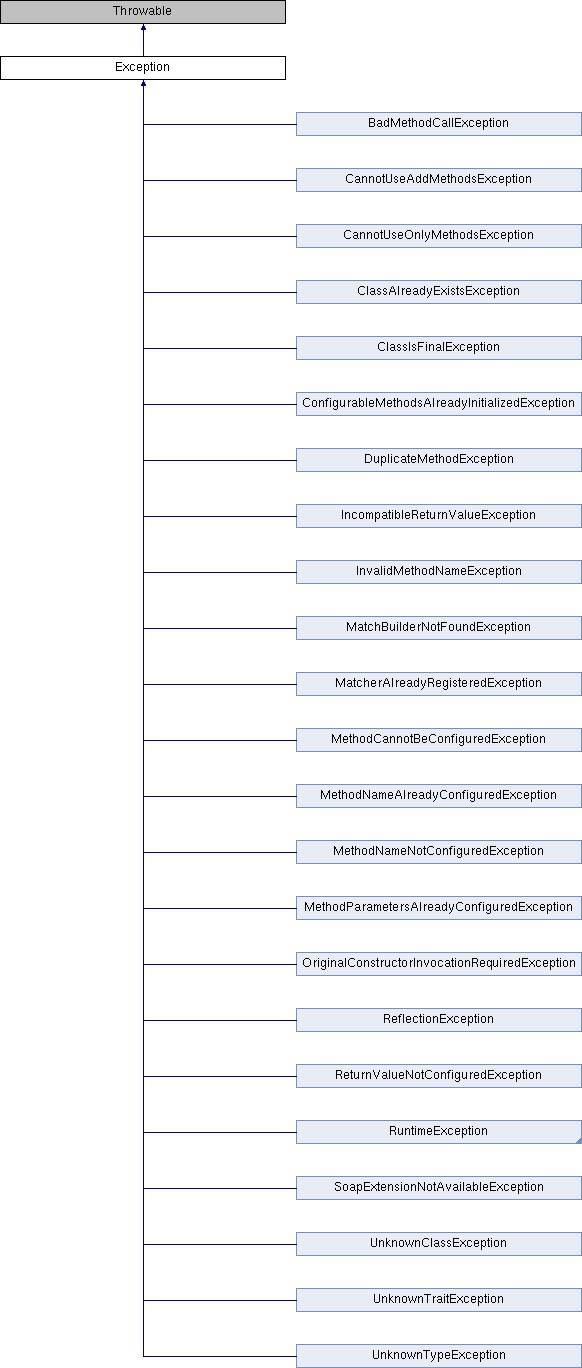 Throwable
Exception
BadMethodCallException
CannotUseAddMethodsException
CannotUseOnlyMethodsException
ClassAlreadyExistsException
ClassIsFinalException
ConfigurableMethodsAlreadyInitializedException
DuplicateMethodException
IncompatibleReturnValueException
InvalidMethodNameException
MatchBuilderNotFoundException
MatcherAlreadyRegisteredException
MethodCannotBeConfiguredException
MethodNameAlreadyConfiguredException
MethodNameNotConfiguredException
MethodParametersAlreadyConfiguredException
OriginalConstructorInvocationRequiredException
ReflectionException
ReturnValueNotConfiguredException
RuntimeException
SoapExtensionNotAvailableException
UnknownClassException
UnknownTraitException
UnknownTypeException